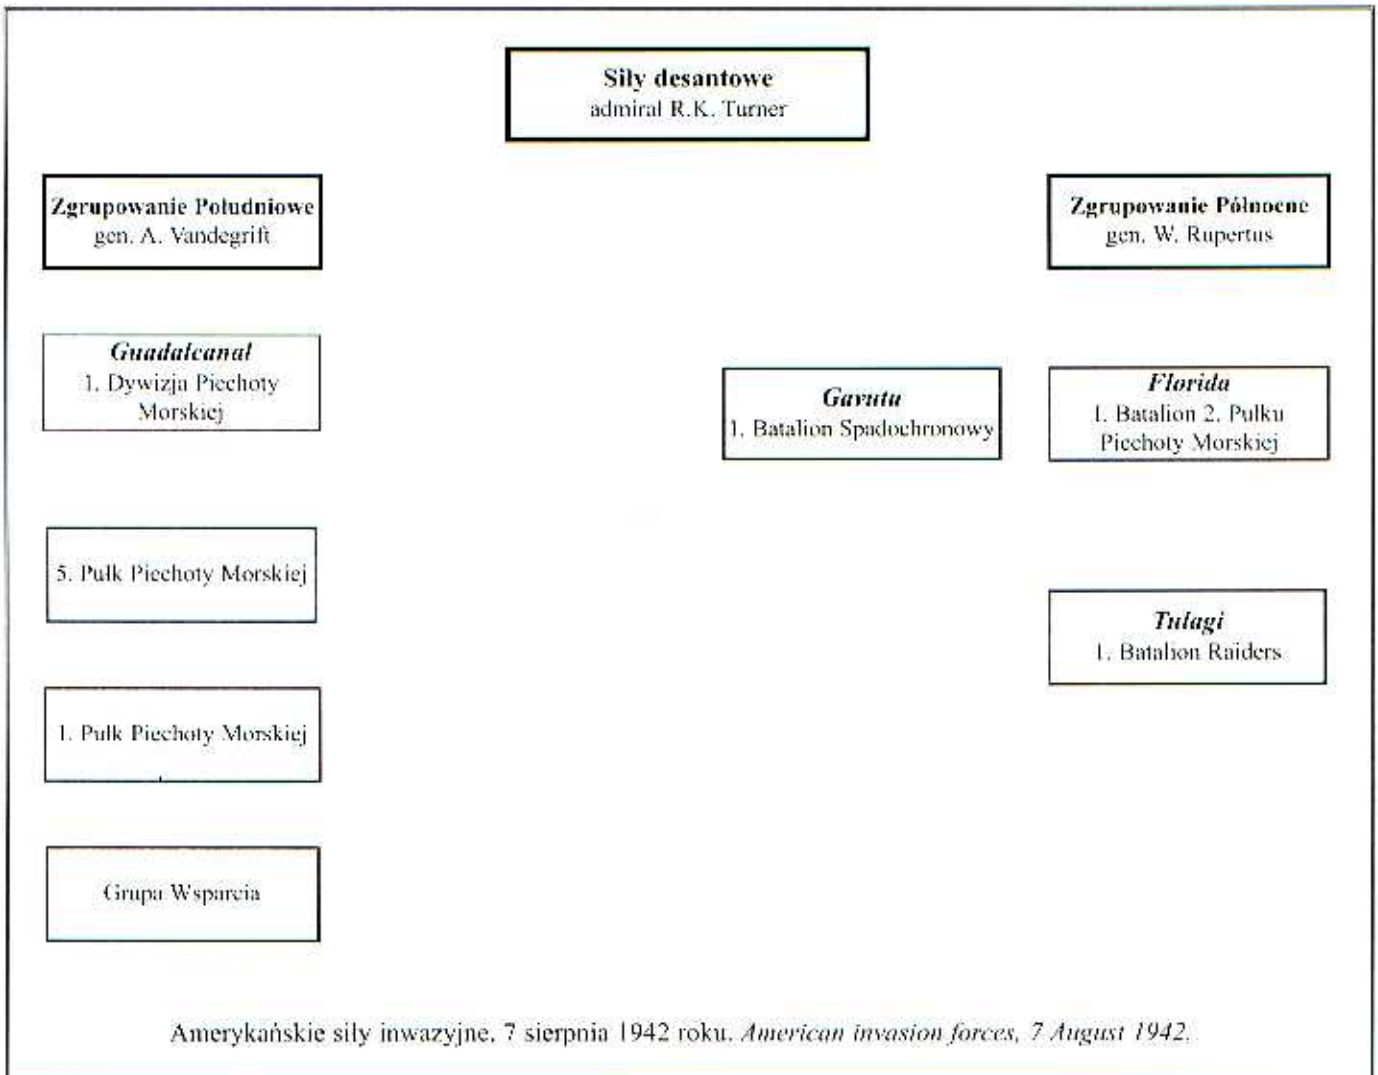 Siły desantowe
admirał R.K. Turner
Zgrupowanie Południowe
gen. A. Vandegrift
Zgrupowanie Północne
gen. W. Rupertus
Guadalcanal
1. Dywizja Piechoty
Morskiej
Gavutu
1. Batalion Spadochronowy
Florida
1. Batalion 2. Pułku
Piechoty Morskiej
5. Pułk Piechoty Morskiej
Tulagi
1. Batalion Raiders
1. Pułk Piechoty Morskiej
Grupa Wsparcia
Amerykańskie siły inwazyjne, 7 sierpnia 1942 roku. American invasion forces, 7 August 1942.